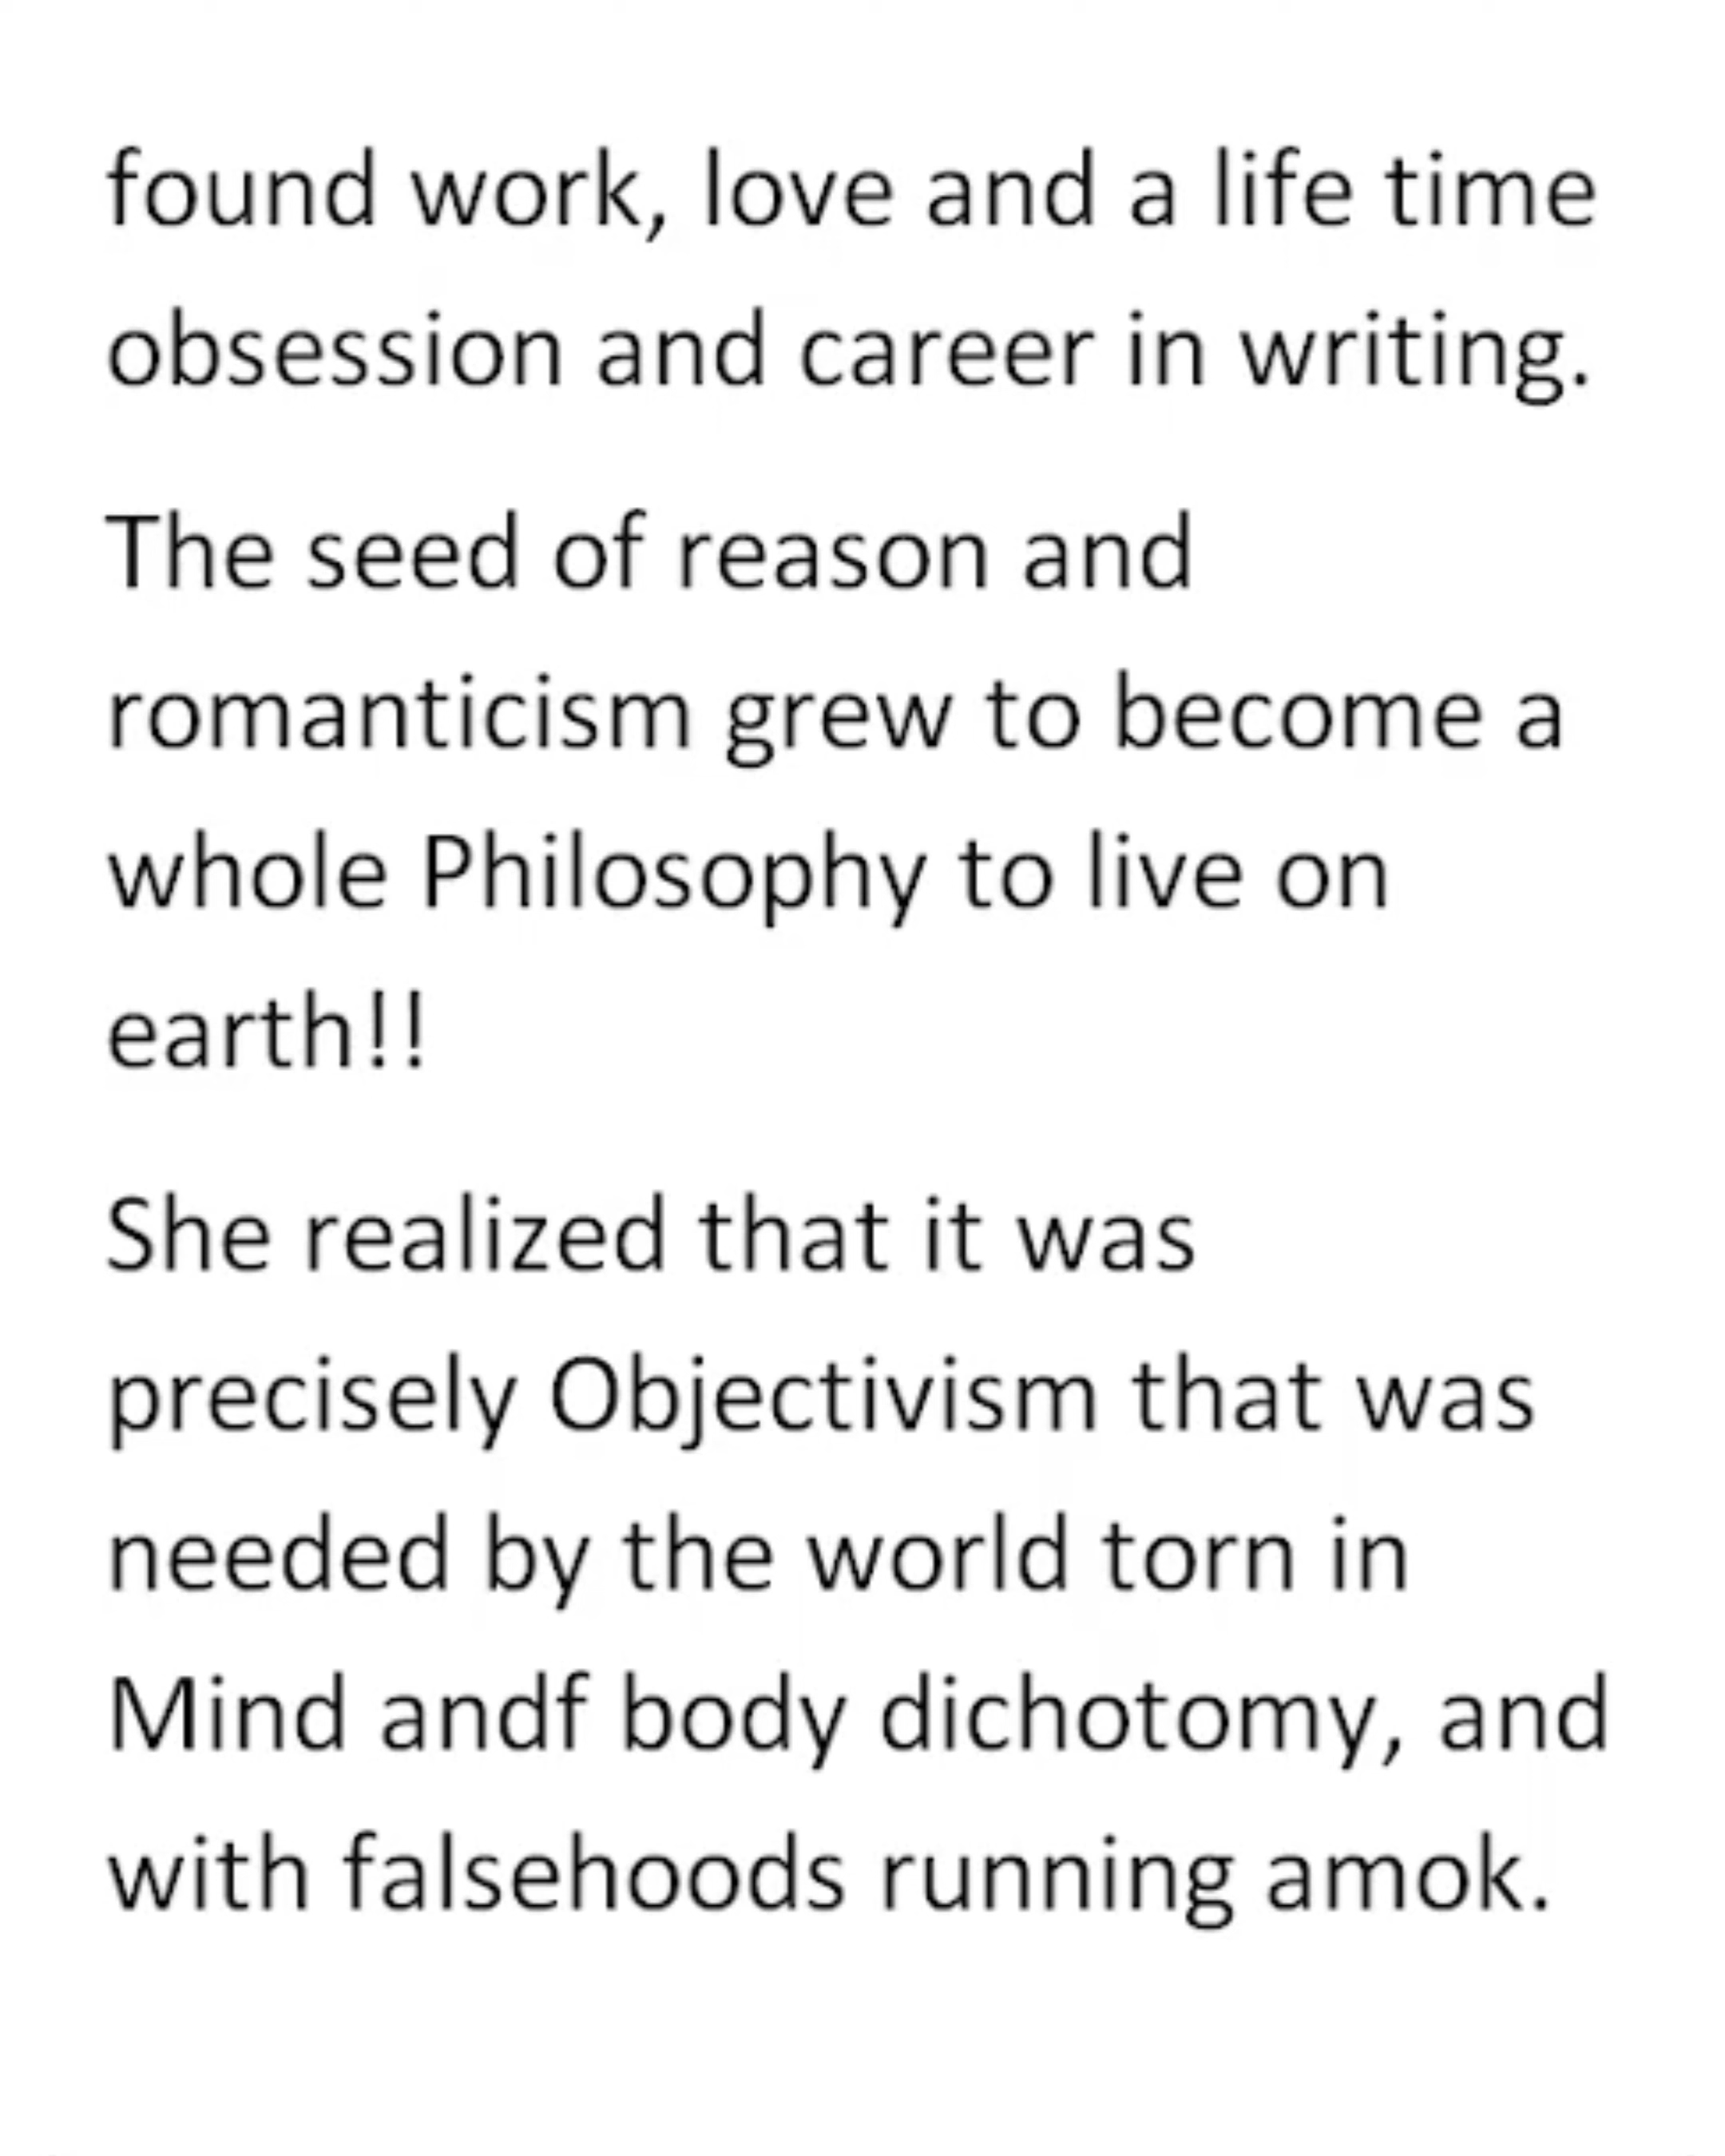 found work, love and a life time
obsession and career in writing.
The seed of reason and
romanticism grew to become a
whole Philosophy to live on
earth!!
She realized that it was
precisely Objectivism that was
needed by the world torn in
Mind andf body dichotomy, and
with falsehoods running amok.